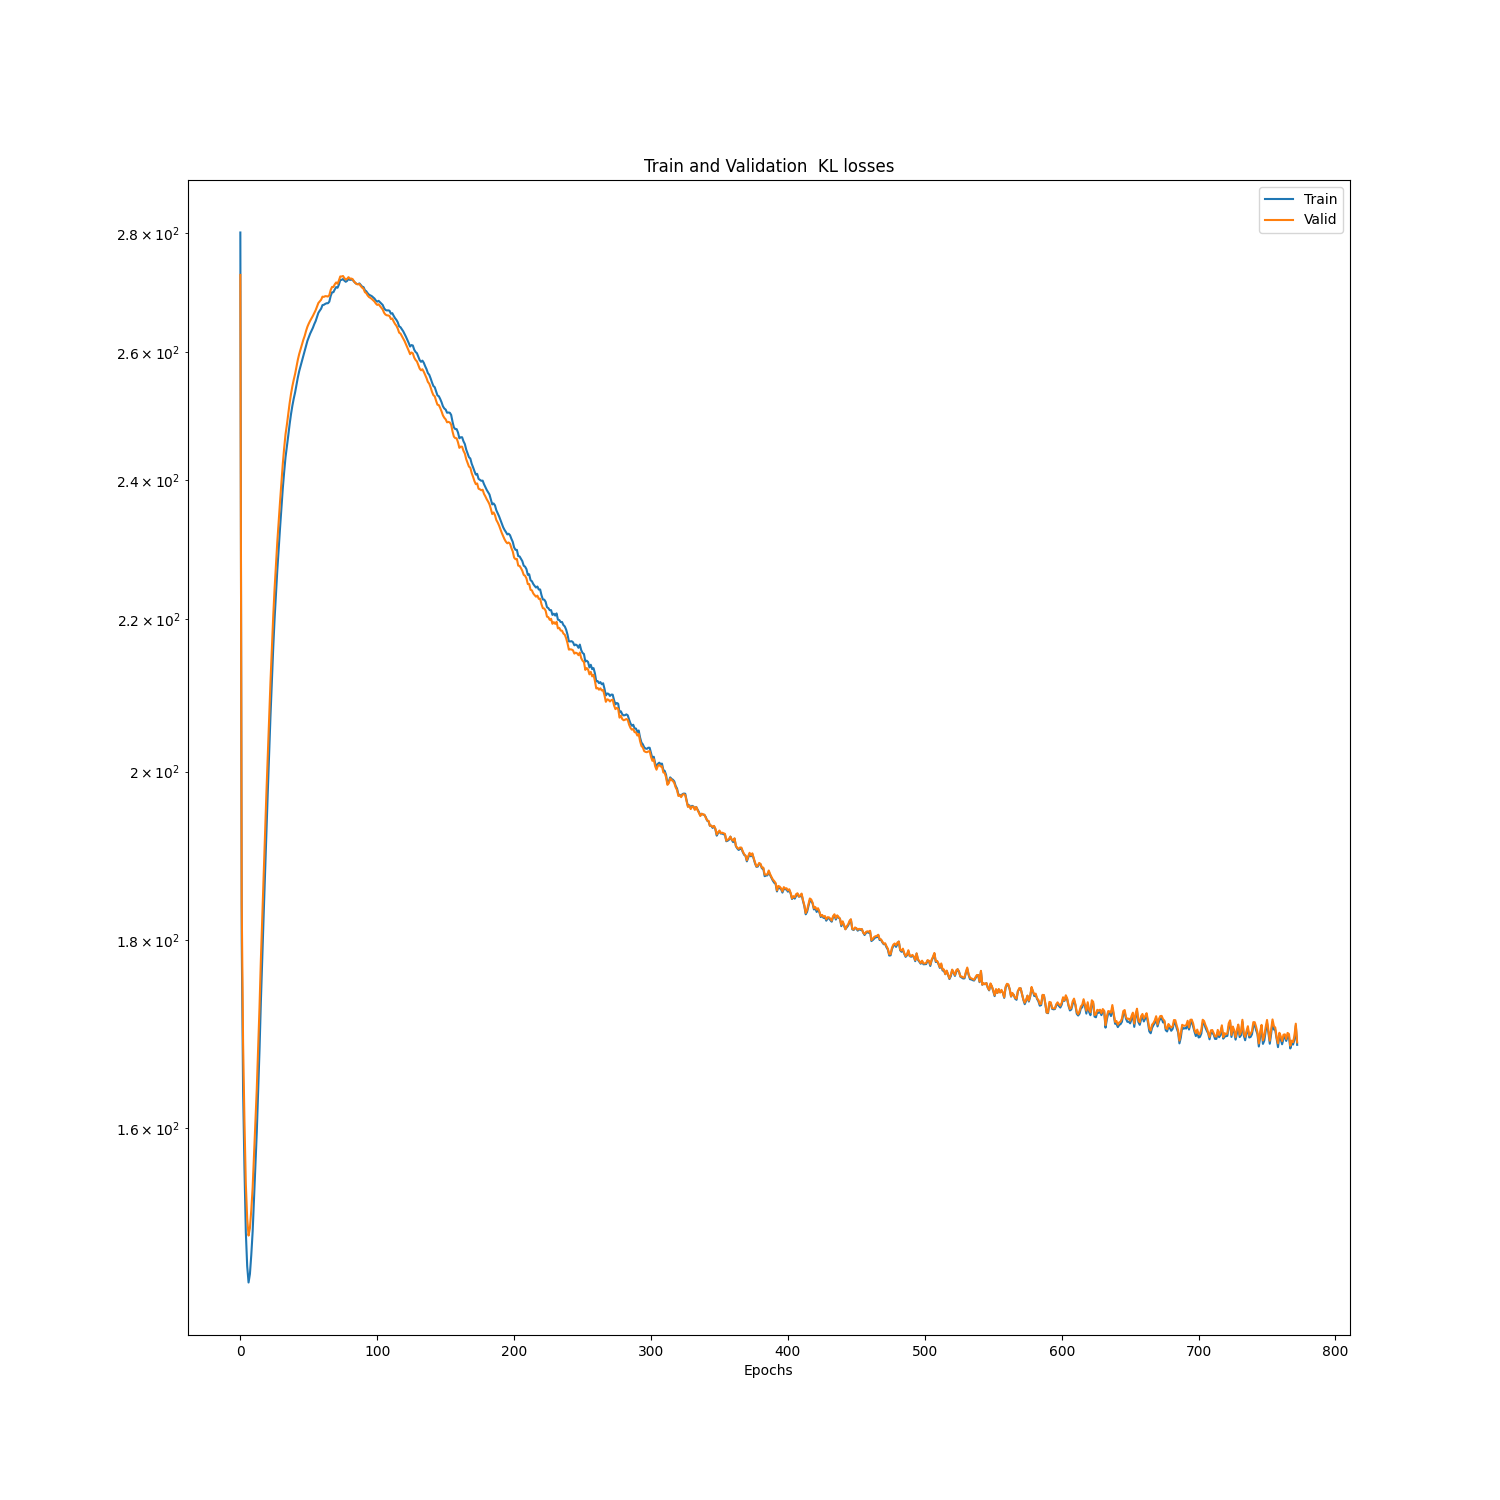 Train and Validation  KL losses
Train
Valid
2.8 × 10²
2.6 × 10²
2.4 × 10²
2.2 × 10²
2 × 10²
1.8 × 10²
1.6 × 10²
0 100 200 300 400 500 600 700 800
Epochs